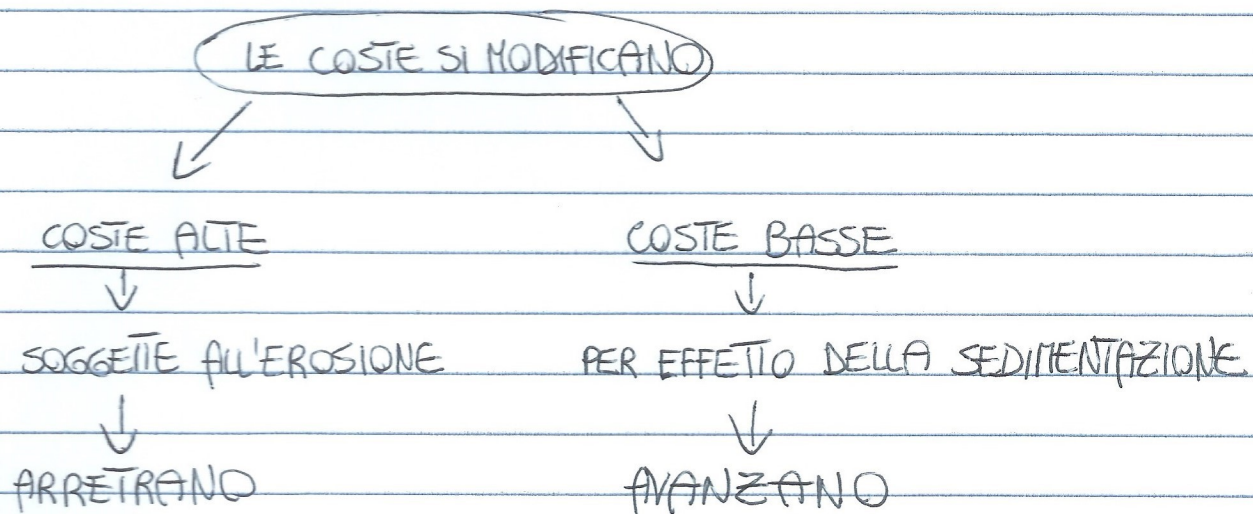 LE COSTE SI MODIFICANO
COSTE ALTE
COSTE BASSE
SOGGETTE ALL'EROSIONE
PER EFFETTO DELLA SEDIMENTAZIONE
ARRETRANO
AVANZANO